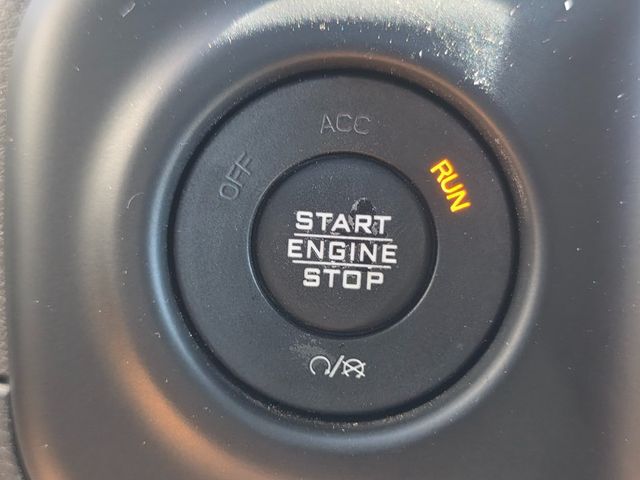 ACC
OFF
RUN
START
ENGINE
STOP